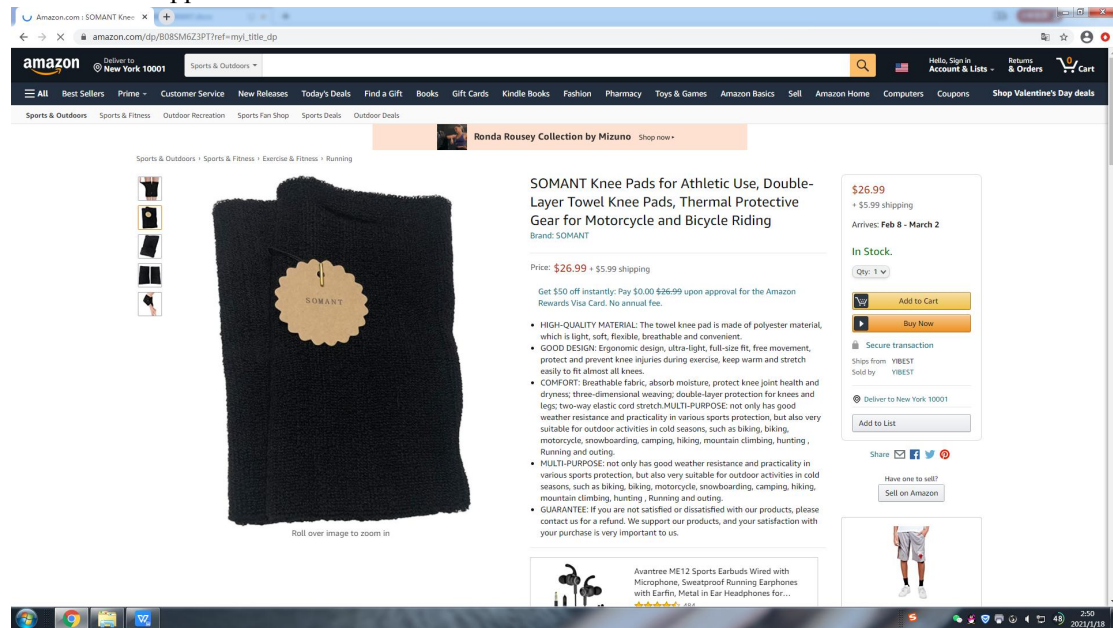 Amazon.com : SOMANT Knee
amazon.com/dp/B08SM6Z3PT?ref=myi_title_dp
amazon
Deliver to
New York 10001
Sports & Outdoors
Hello, Sign in
Account & Lists
Returns
& Orders
0
Cart
All Best Sellers Prime Customer Service New Releases Today's Deals Find a Gift Books Gift Cards Kindle Books Fashion Pharmacy Toys & Games Amazon Basics Sell Amazon Home Computers Coupons Shop Valentine's Day deals
Sports & Outdoors Sports & Fitness Outdoor Recreation Sports Fan Shop Sports Deals Outdoor Deals
Ronda Rousey Collection by Mizuno Shop now
Sports & Outdoors › Sports & Fitness › Exercise & Fitness › Running
SOMANT
Roll over image to zoom in
SOMANT Knee Pads for Athletic Use, Double-
Layer Towel Knee Pads, Thermal Protective
Gear for Motorcycle and Bicycle Riding
Brand: SOMANT
Price: $26.99 + $5.99 shipping
Get $50 off instantly: Pay $0.00 $26.99 upon approval for the Amazon
Rewards Visa Card. No annual fee.
• HIGH-QUALITY MATERIAL: The towel knee pad is made of polyester material,
which is light, soft, flexible, breathable and convenient.
• GOOD DESIGN: Ergonomic design, ultra-light, full-size fit, free movement,
protect and prevent knee injuries during exercise, keep warm and stretch
easily to fit almost all knees.
• COMFORT: Breathable fabric, absorb moisture, protect knee joint health and
dryness; three-dimensional weaving; double-layer protection for knees and
legs; two-way elastic cord stretch.MULTI-PURPOSE: not only has good
weather resistance and practicality in various sports protection, but also very
suitable for outdoor activities in cold seasons, such as biking, biking,
motorcycle, snowboarding, camping, hiking, mountain climbing, hunting ,
Running and outing.
• MULTI-PURPOSE: not only has good weather resistance and practicality in
various sports protection, but also very suitable for outdoor activities in cold
seasons, such as biking, biking, motorcycle, snowboarding, camping, hiking,
mountain climbing, hunting , Running and outing.
• GUARANTEE: If you are not satisfied or dissatisfied with our products, please
contact us for a refund. We support our products, and your satisfaction with
your purchase is very important to us.
Avantree ME12 Sports Earbuds Wired with
Microphone, Sweatproof Running Earphones
with Earfin, Metal in Ear Headphones for...
484
$26.99
+ $5.99 shipping
Arrives: Feb 8 - March 2
In Stock.
Qty: 1
Add to Cart
Buy Now
Secure transaction
Ships from YIBEST
Sold by YIBEST
Deliver to New York 10001
Add to List
Share
Have one to sell?
Sell on Amazon
2:50
2021/1/18